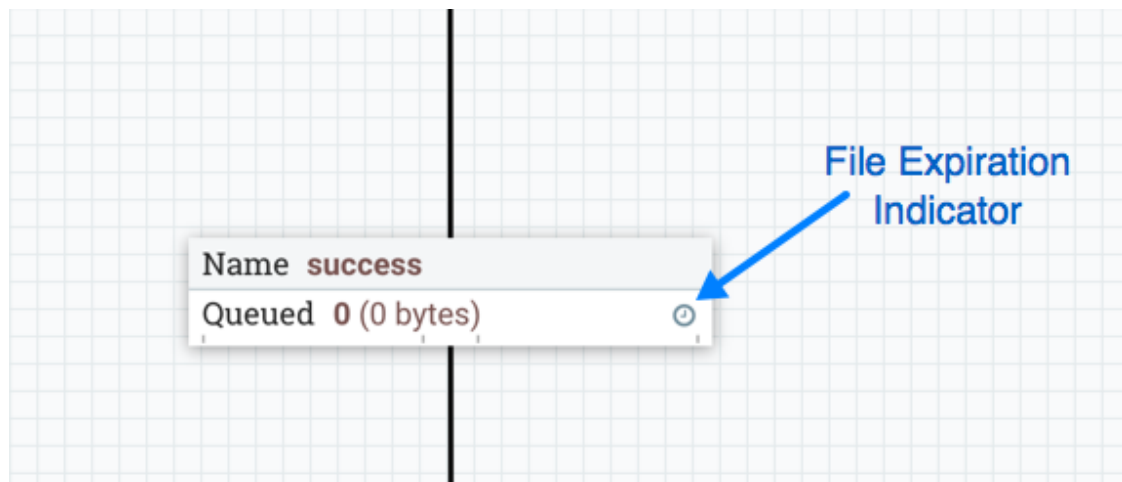 File Expiration
Indicator
Name success
Queued 0 (0 bytes)